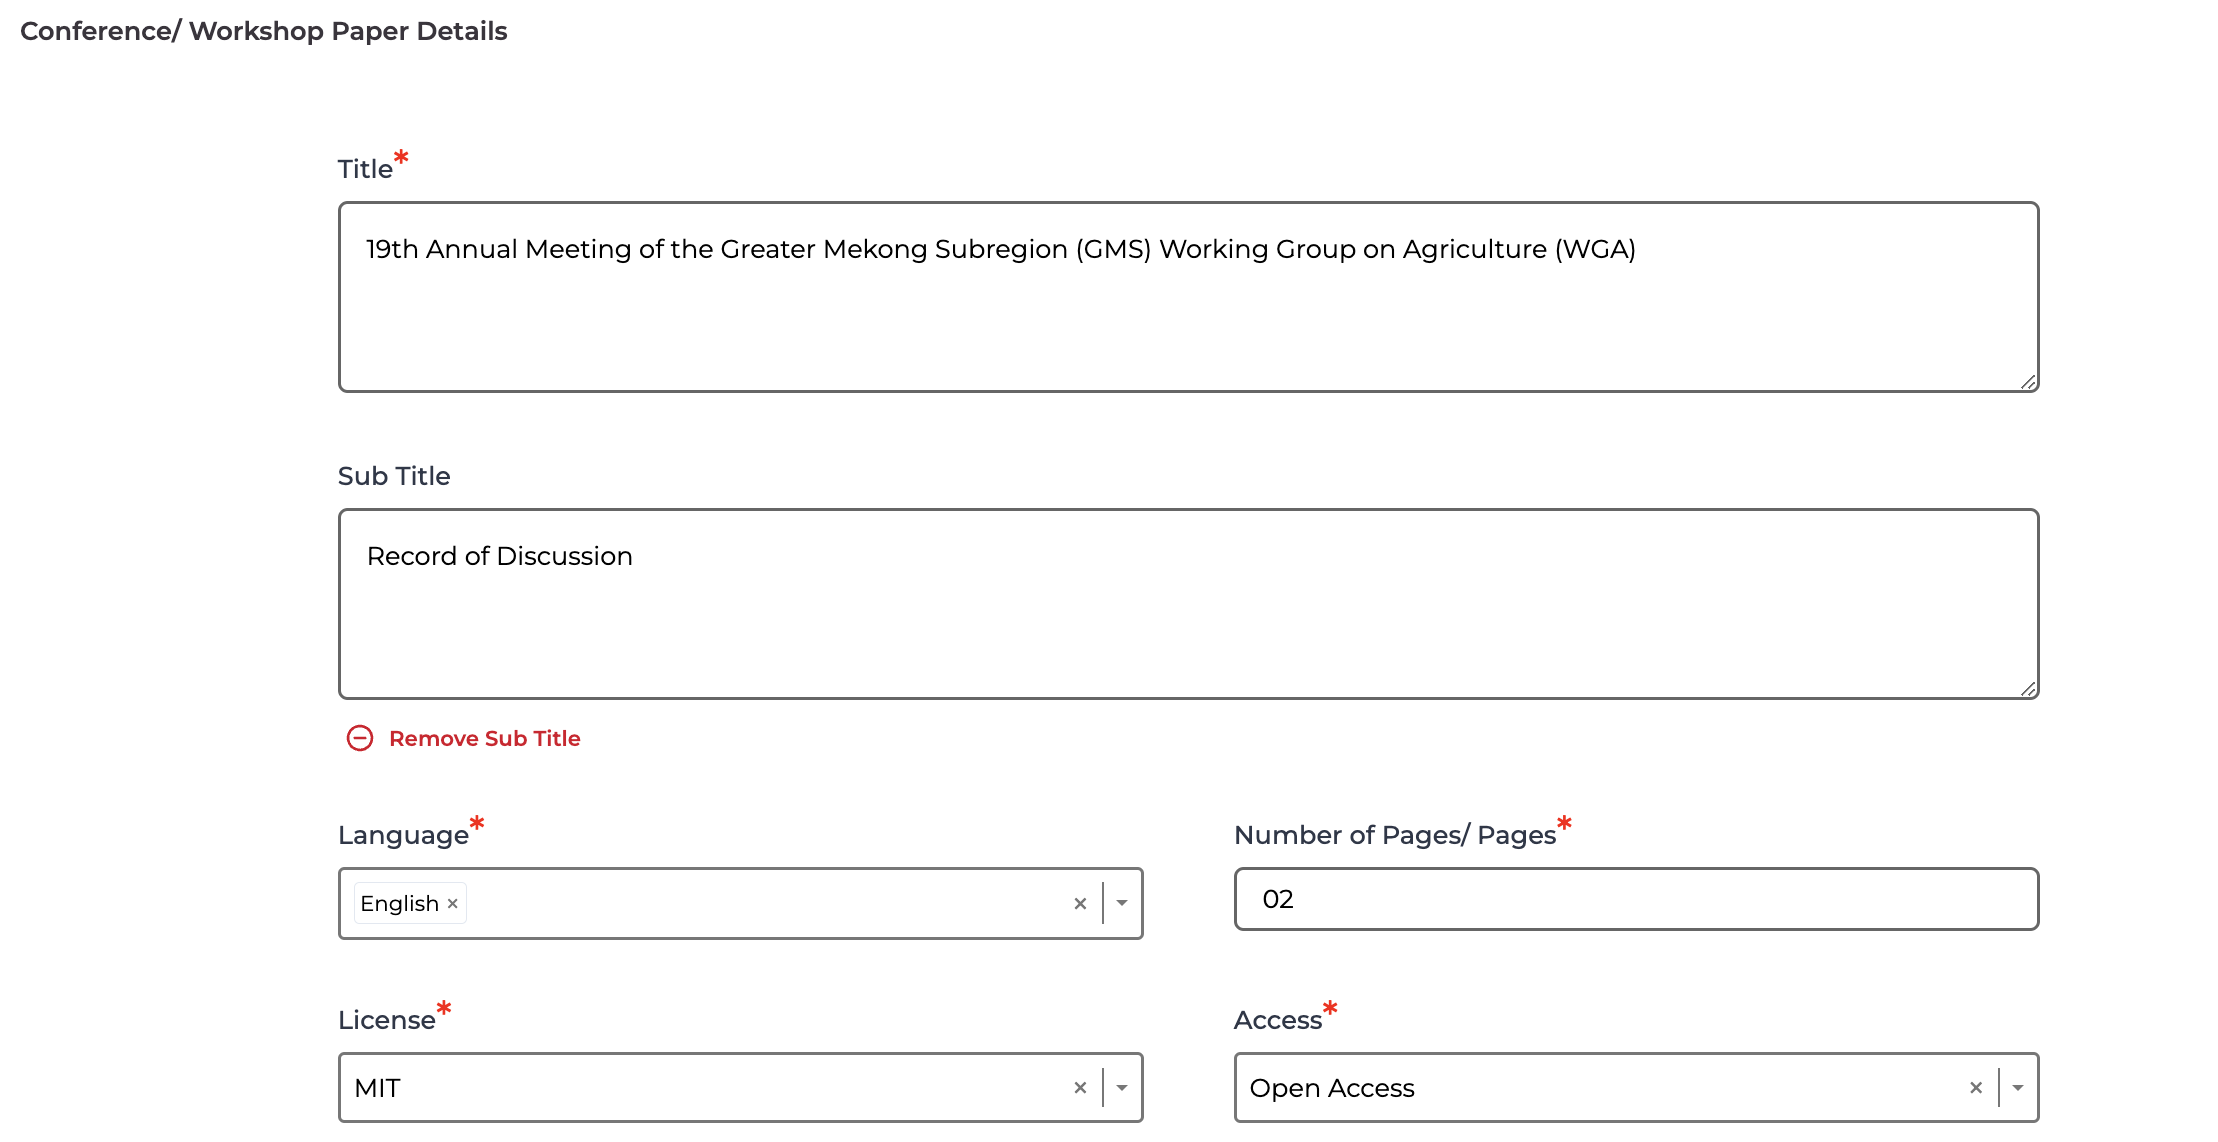 Conference/ Workshop Paper Details
Title*
19th Annual Meeting of the Greater Mekong Subregion (GMS) Working Group on Agriculture (WGA)
Sub Title
Record of Discussion
Remove Sub Title
Language*
English
Number of Pages/ Pages*
02
License*
MIT
Access*
Open Access